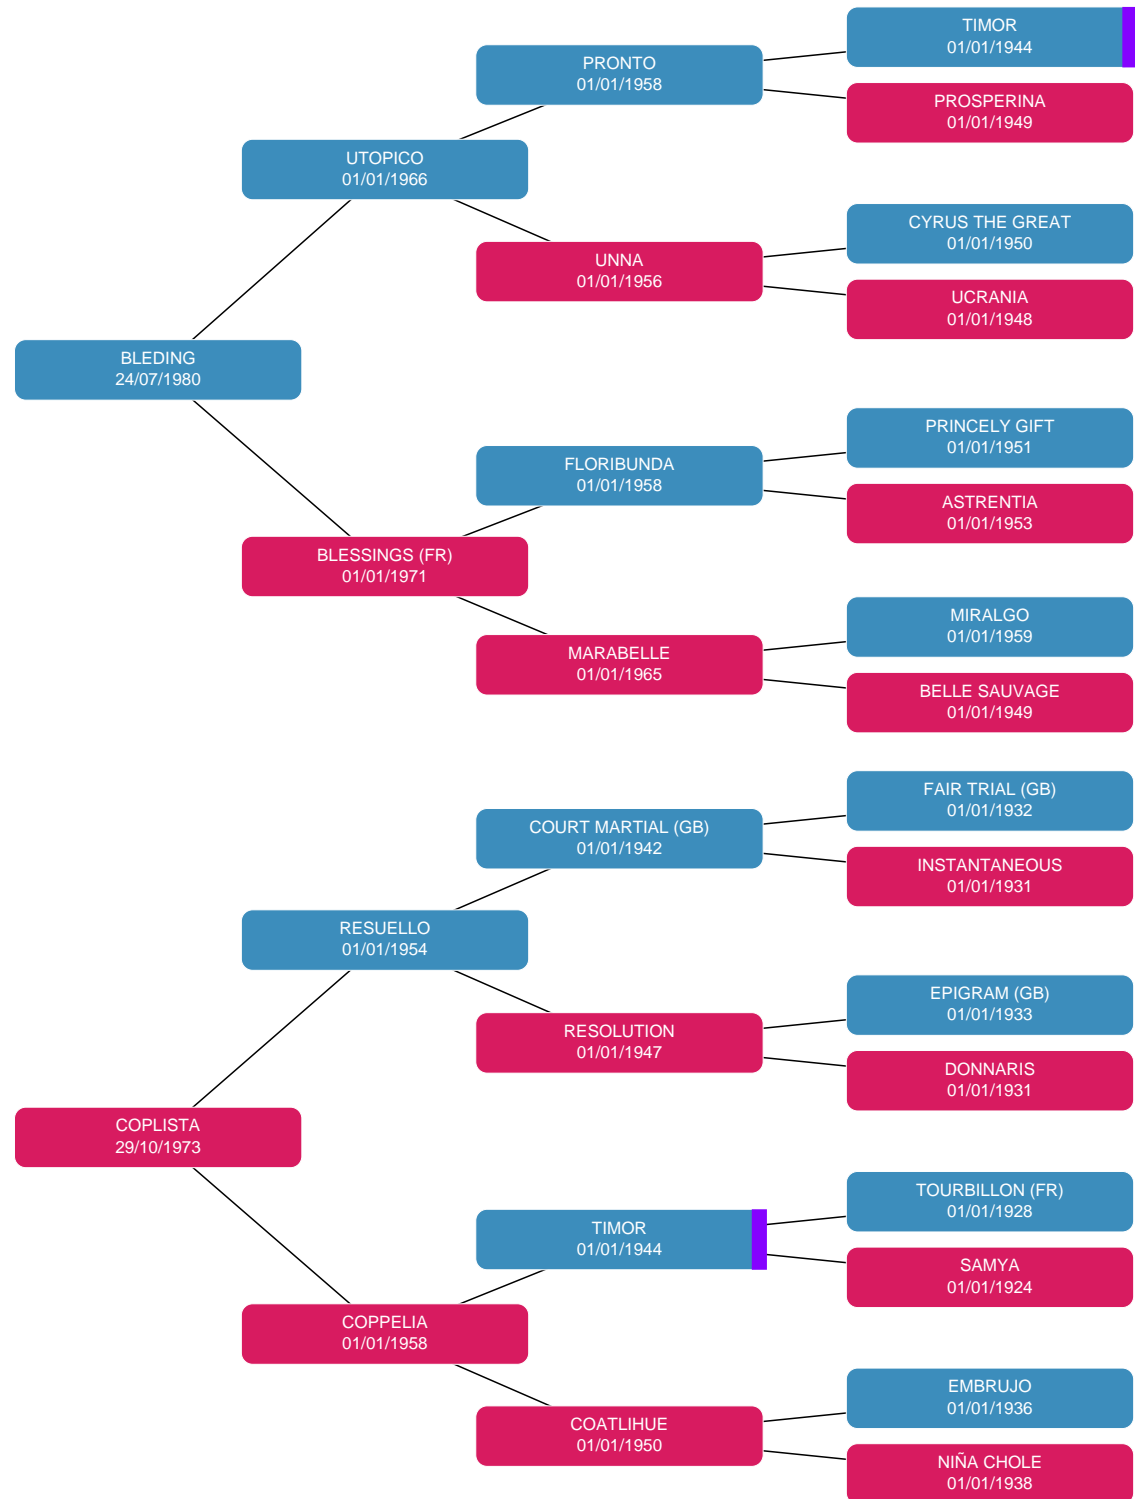 TIMOR
01/01/1944
PRONTO
01/01/1958
PROSPERINA
01/01/1949
UTOPICO
01/01/1966
CYRUS THE GREAT
01/01/1950
UNNA
01/01/1956
UCRANIA
01/01/1948
BLEDING
24/07/1980
PRINCELY GIFT
01/01/1951
FLORIBUNDA
01/01/1958
ASTRENTIA
01/01/1953
BLESSINGS (FR)
01/01/1971
MIRALGO
01/01/1959
MARABELLE
01/01/1965
BELLE SAUVAGE
01/01/1949
FAIR TRIAL (GB)
01/01/1932
COURT MARTIAL (GB)
01/01/1942
INSTANTANEOUS
01/01/1931
RESUELLO
01/01/1954
EPIGRAM (GB)
01/01/1933
RESOLUTION
01/01/1947
DONNARIS
01/01/1931
COPLISTA
29/10/1973
TOURBILLON (FR)
01/01/1928
TIMOR
01/01/1944
SAMYA
01/01/1924
COPPELIA
01/01/1958
EMBRUJO
01/01/1936
COATLIHUE
01/01/1950
NIÑA CHOLE
01/01/1938